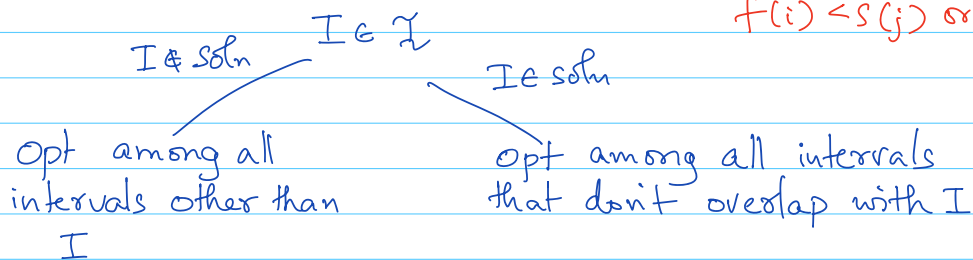 f(i) < s(j) or
I ∈ I
I ∉ soln
I ∈ soln
Opt among all
intervals other than
I
opt among all intervals
that don't overlap with I